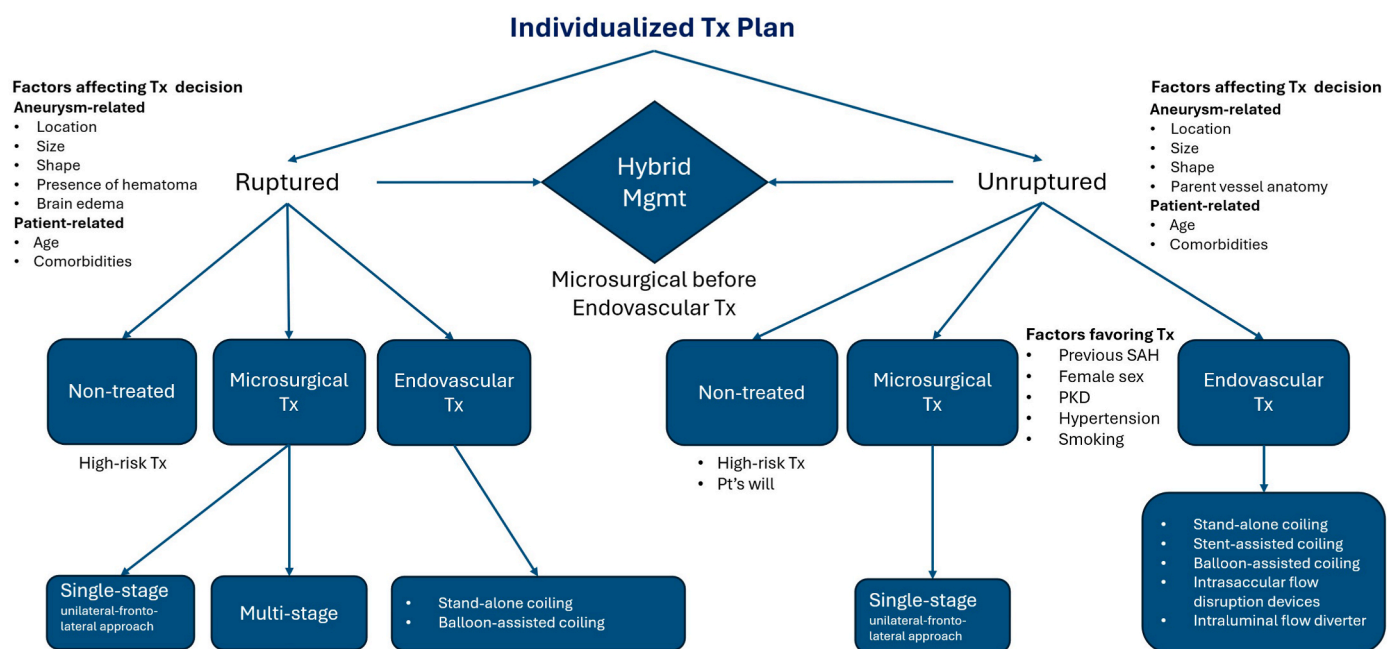 Individualized Tx Plan
Factors affecting Tx decision
Aneurysm-related
• Location
• Size
• Shape
• Presence of hematoma
• Brain edema
Patient-related
• Age
• Comorbidities
Factors affecting Tx decision
Aneurysm-related
• Location
• Size
• Shape
• Parent vessel anatomy
Patient-related
• Age
• Comorbidities
Ruptured
Hybrid
Mgmt
Unruptured
Microsurgical before
Endovascular Tx
Non-treated
High-risk Tx
Microsurgical
Tx
Endovascular
Tx
Non-treated
• High-risk Tx
• Pt's will
Microsurgical
Tx
Factors favoring Tx
• Previous SAH
• Female sex
• PKD
• Hypertension
• Smoking
Endovascular
Tx
Single-stage
unilateral-fronto-
lateral approach
Multi-stage
• Stand-alone coiling
• Balloon-assisted coiling
Single-stage
unilateral-fronto-
lateral approach
• Stand-alone coiling
• Stent-assisted coiling
• Balloon-assisted coiling
• Intrasaccular flow
disruption devices
• Intraluminal flow diverter